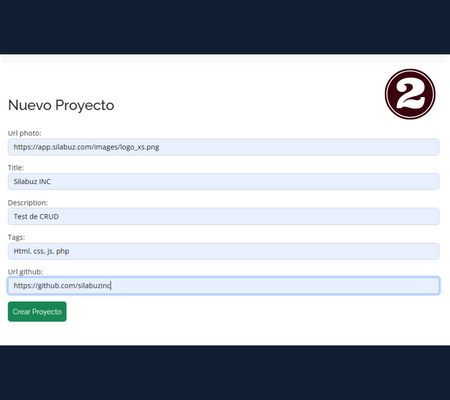 2
Nuevo Proyecto
Url photo:
https://app.silabuz.com/images/logo_xs.png
Title:
Silabuz INC
Description:
Test de CRUD
Tags:
Html, css, js, php
Url github:
https://github.com/silabuzinc
Crear Proyecto